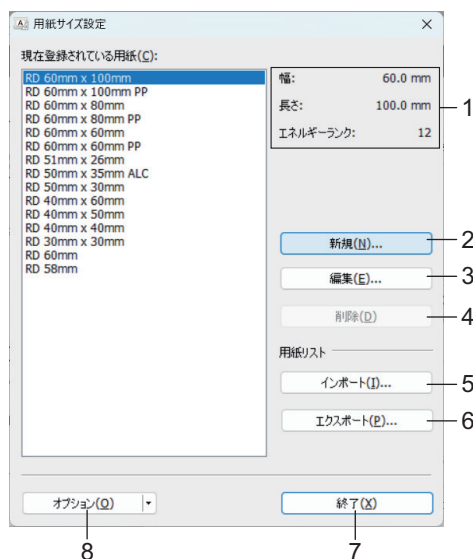 用紙サイズ設定
現在登録されている用紙(C):
RD 60mm x 100mm
RD 60mm x 100mm PP
RD 60mm x 80mm
RD 60mm x 80mm PP
RD 60mm x 60mm
RD 60mm x 60mm PP
RD 51mm x 26mm
RD 50mm x 35mm ALC
RD 50mm x 30mm
RD 40mm x 60mm
RD 40mm x 50mm
RD 40mm x 40mm
RD 30mm x 30mm
RD 60mm
RD 58mm
幅: 60.0 mm
長さ: 100.0 mm
エネルギーランク: 12
1
新規(N)...
2
編集(E)...
3
削除(D)
4
用紙リスト
インポート(I)...
5
エクスポート(P)...
6
オプション(O)
終了(X)
8
7